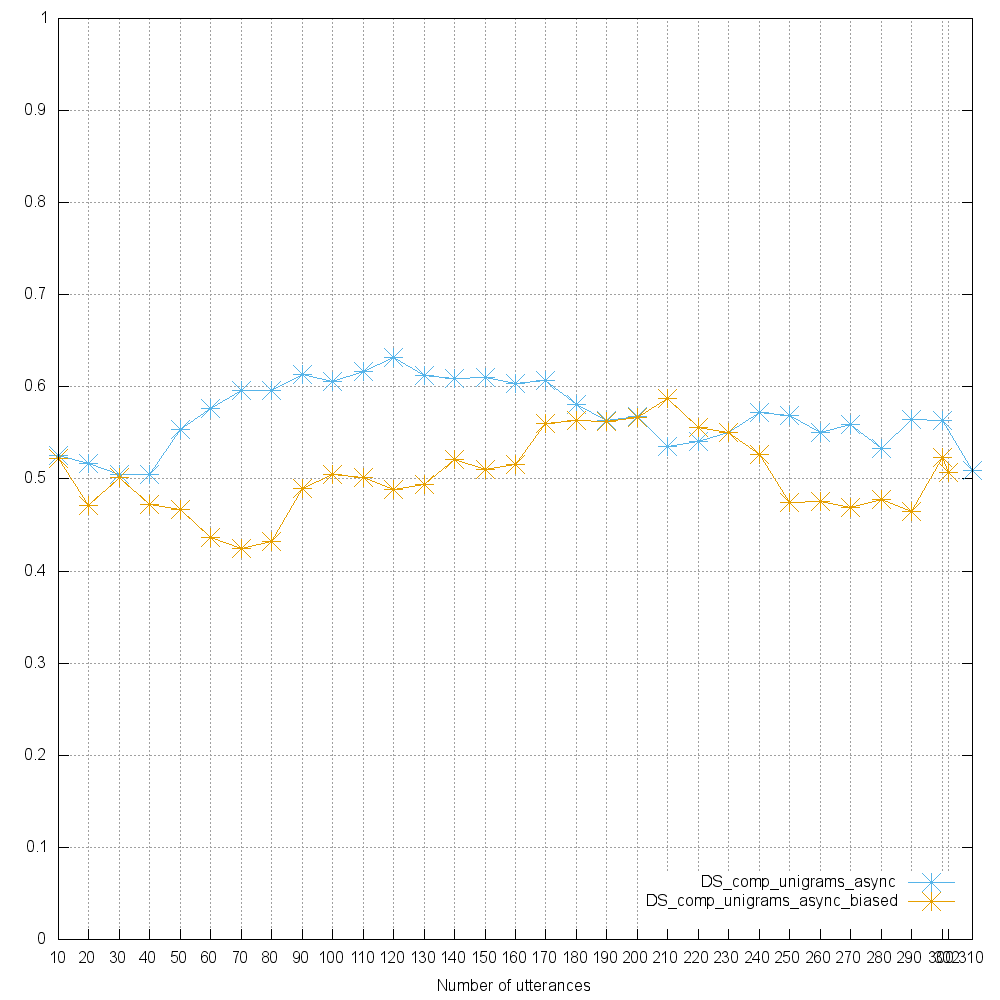 1
0.9
0.8
0.7
0.6
0.5
0.4
0.3
0.2
0.1
0
DS_comp_unigrams_async
DS_comp_unigrams_async_biased
10 20 30 40 50 60 70 80 90 100 110 120 130 140 150 160 170 180 190 200 210 220 230 240 250 260 270 280 290 300 302 310
Number of utterances